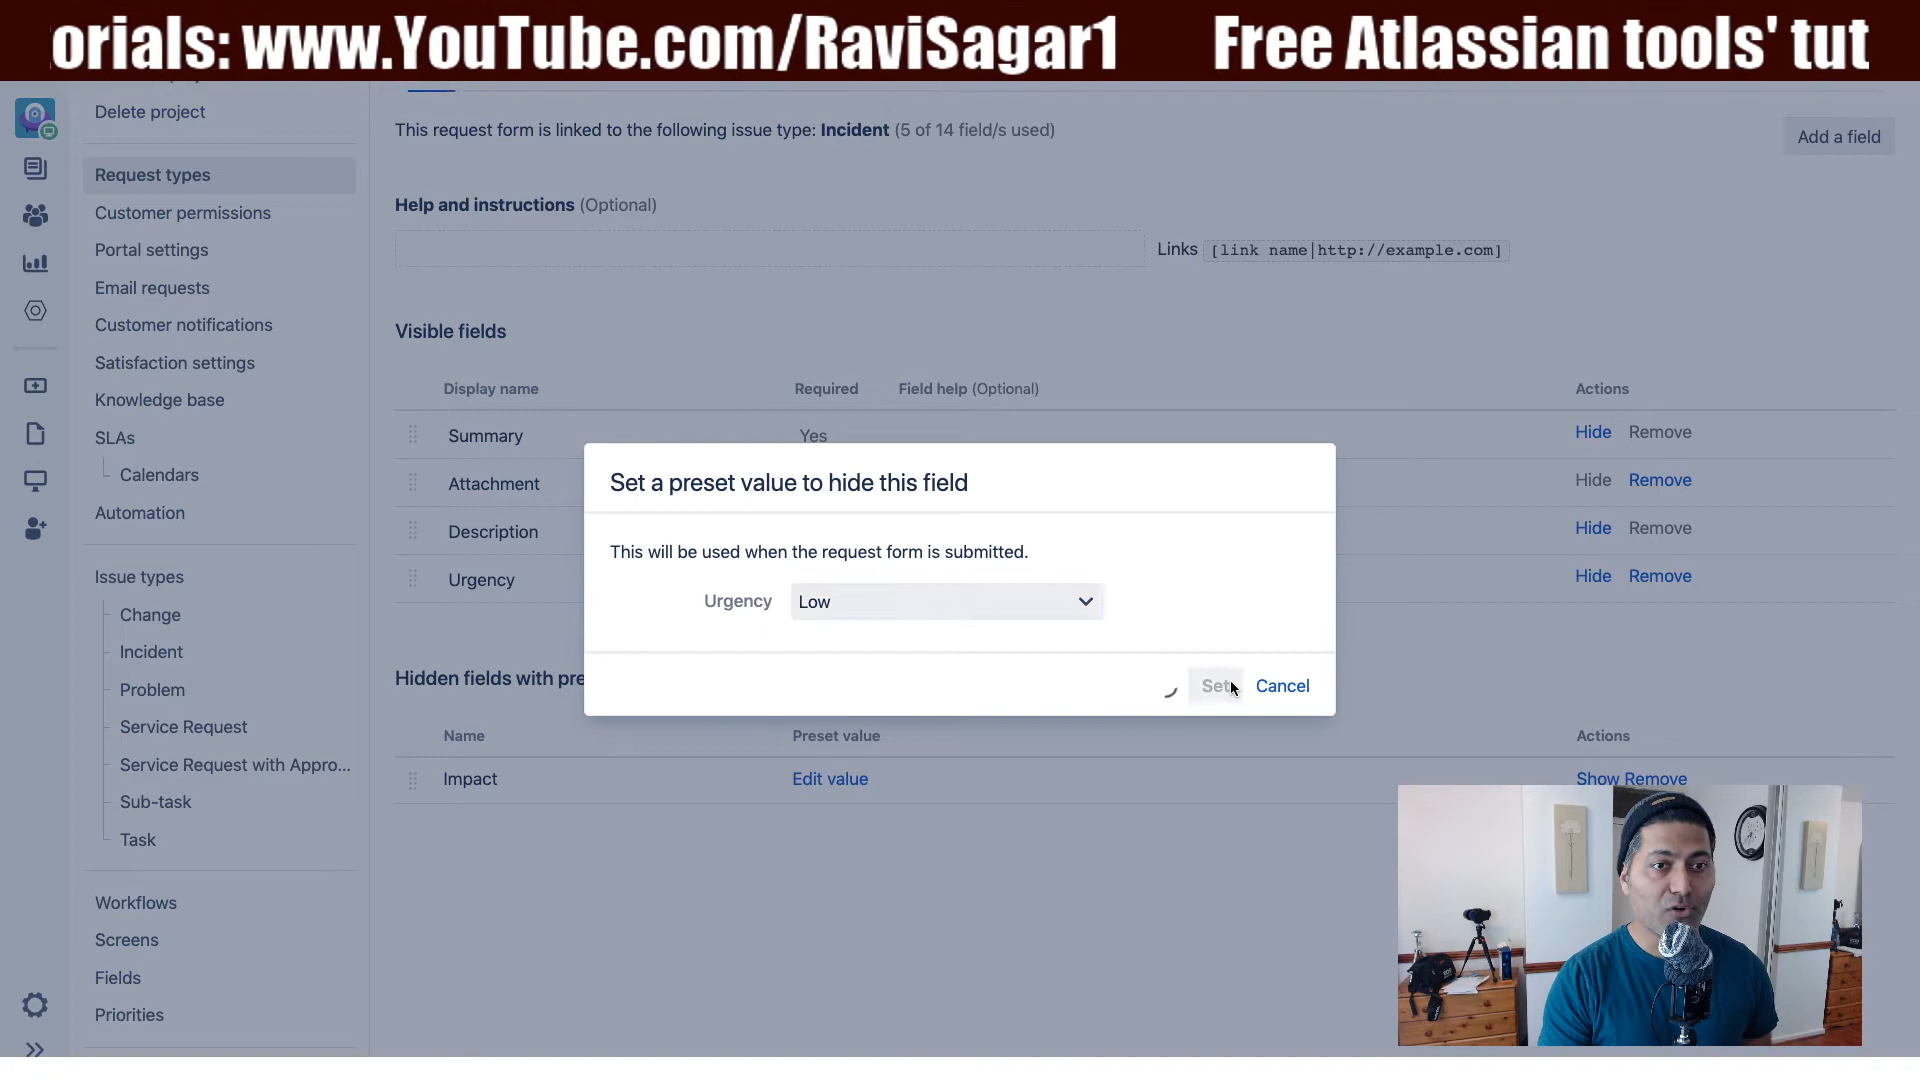 orials: www.YouTube.com/RaviSagar1 Free Atlassian tools' tut
Delete project
Request types
Customer permissions
Portal settings
Email requests
Customer notifications
Satisfaction settings
Knowledge base
SLAs
Calendars
Automation
Issue types
Change
Incident
Problem
Service Request
Service Request with Appro...
Sub-task
Task
Workflows
Screens
Fields
Priorities
This request form is linked to the following issue type: Incident (5 of 14 field/s used)
Add a field
Help and instructions (Optional)
Links [link name|http://example.com]
Visible fields
Display name Required Field help (Optional) Actions
Summary Yes Hide Remove
Attachment Hide Remove
Description Hide Remove
Urgency Hide Remove
Set a preset value to hide this field
This will be used when the request form is submitted.
Urgency Low
Set Cancel
Hidden fields with pre
Name Preset value Actions
Impact Edit value Show Remove